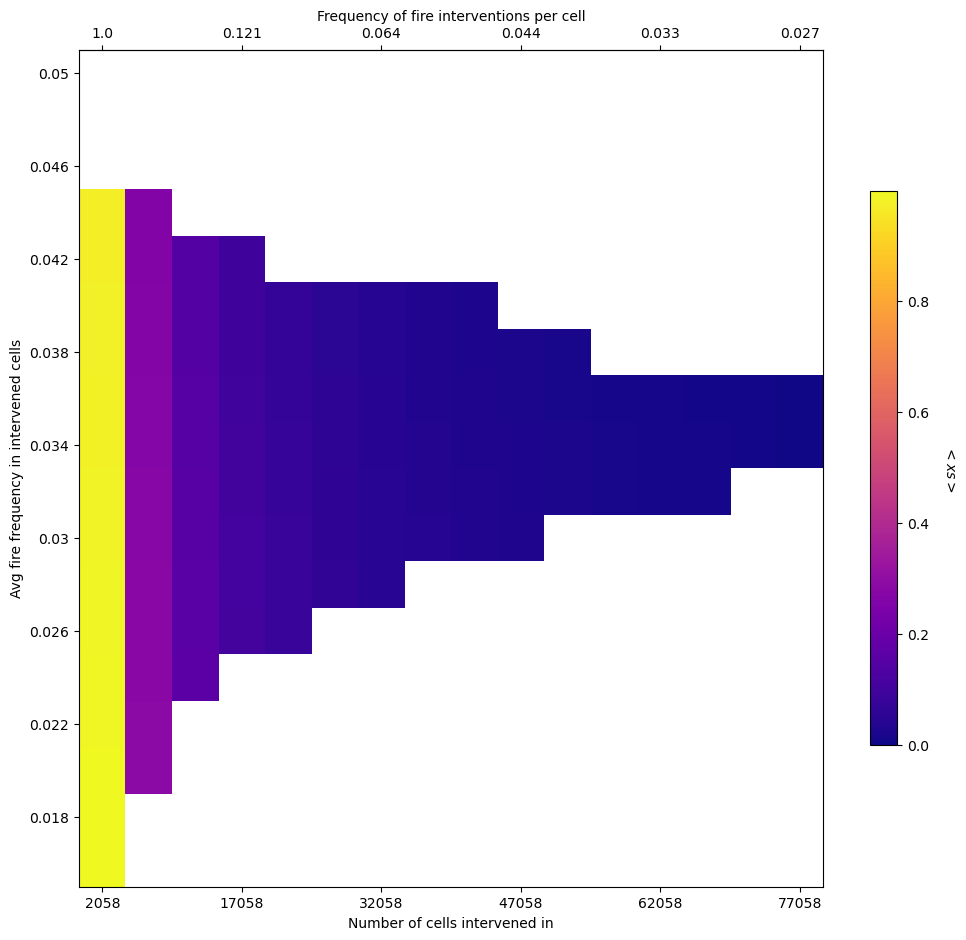 Frequency of fire interventions per cell
1.0 0.121 0.064 0.044 0.033 0.027
0.05
0.046
0.042
0.038
0.034
0.03
0.026
0.022
0.018
Avg fire frequency in intervened cells
2058 17058 32058 47058 62058 77058
Number of cells intervened in
0.8
0.6
0.4
0.2
0.0
< xs >